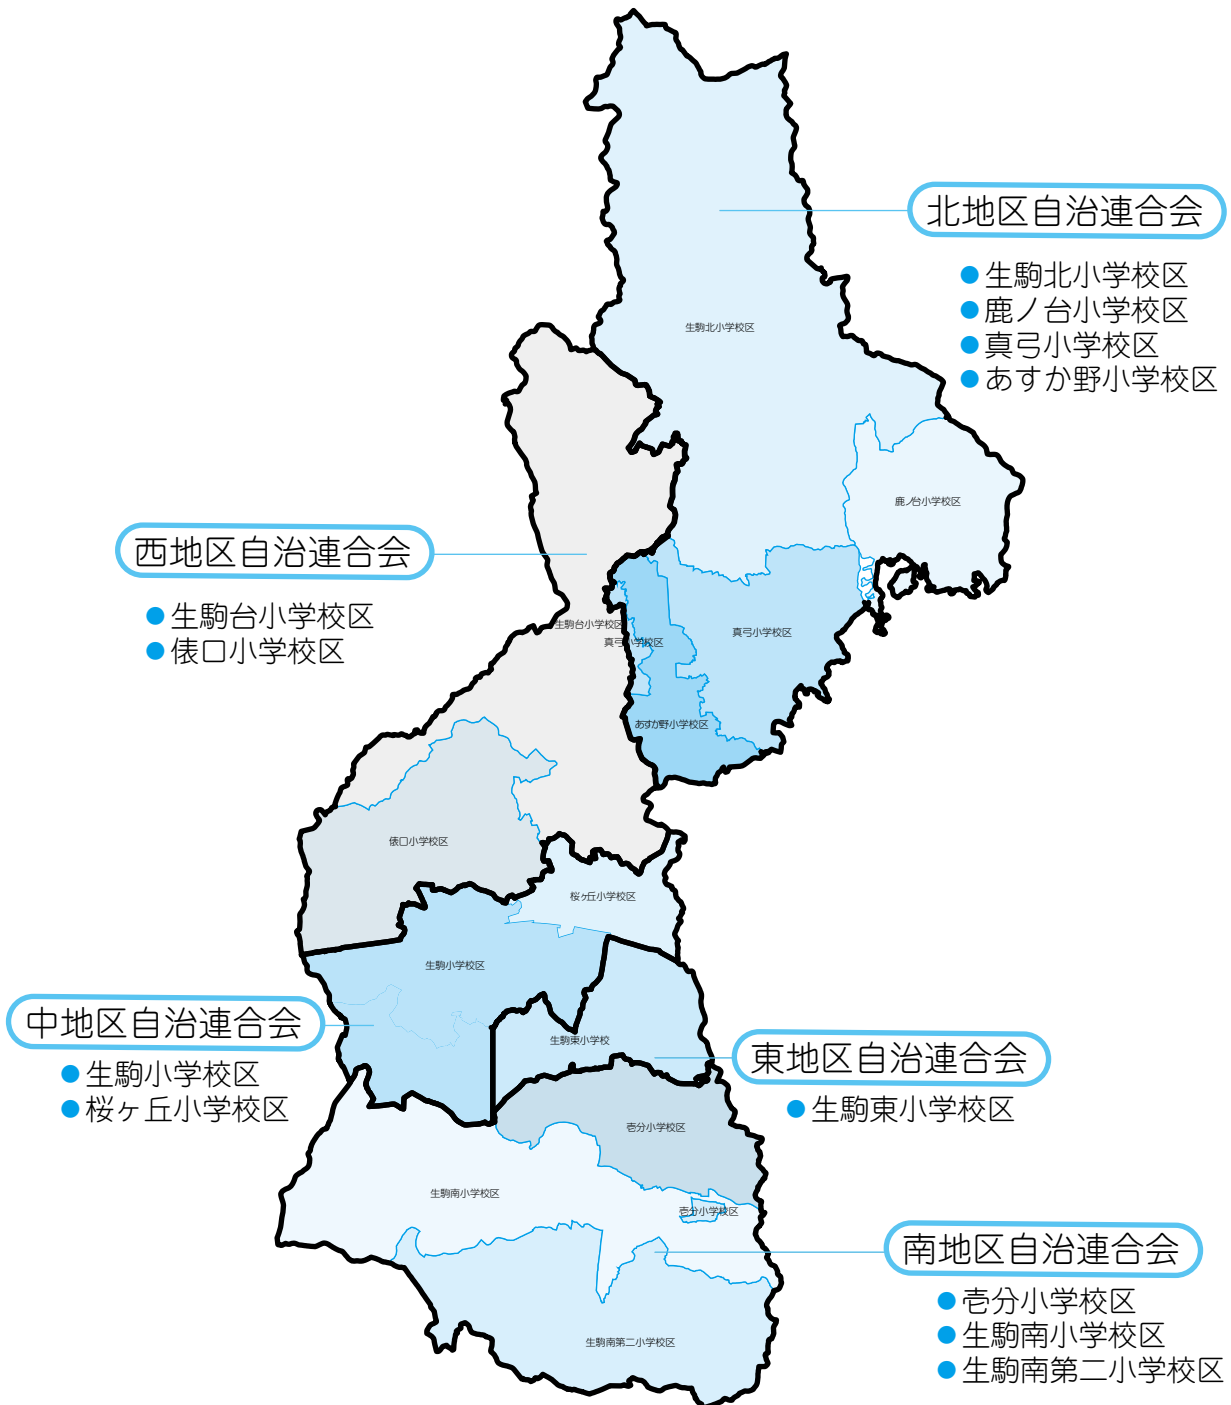 北地区自治連合会
●生駒北小学校区
●鹿ノ台小学校区
●真弓小学校区
●あすか野小学校区
生駒北小学校区
鹿ノ台小学校区
西地区自治連合会
●生駒台小学校区
●俵口小学校区
生駒台小学校区
真弓小学校区
真弓小学校区
あすか野小学校区
俵口小学校区
桜ヶ丘小学校区
生駒小学校区
中地区自治連合会
●生駒小学校区
●桜ヶ丘小学校区
生駒東小学校
東地区自治連合会
●生駒東小学校区
壱分小学校区
生駒南小学校区
壱分小学校区
南地区自治連合会
●壱分小学校区
●生駒南小学校区
●生駒南第二小学校区
生駒南第二小学校区